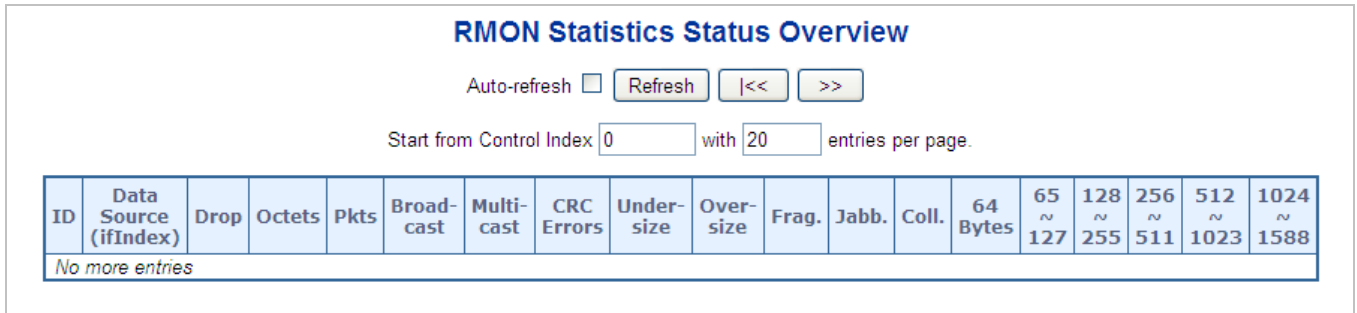 RMON Statistics Status Overview
Auto-refresh Refresh |<< >>
Start from Control Index 0 with 20 entries per page.
ID Data Source (ifIndex) Drop Octets Pkts Broad-cast Multi-cast CRC Errors Under-size Over-size Frag. Jabb. Coll. 64 Bytes 65 ~ 127 128 ~ 255 256 ~ 511 512 ~ 1023 1024 ~ 1588
No more entries